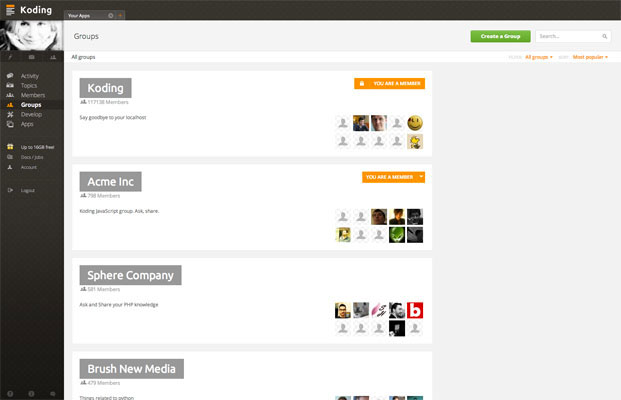 Koding
Your Apps
Groups
Create a Group
Search...
All groups
All groups
SORT
Most popular
Activity
Topics
Members
Groups
Develop
Apps
Up to 16GB free!
Docs / Jobs
Account
Logout
Koding
YOU ARE A MEMBER
117138 Members
Say goodbye to your localhost
Acme Inc
YOU ARE A MEMBER
798 Members
Koding JavaScript group. Ask, share.
Sphere Company
581 Members
Ask and Share your PHP knowledge
b
Brush New Media
479 Members
Things related to python